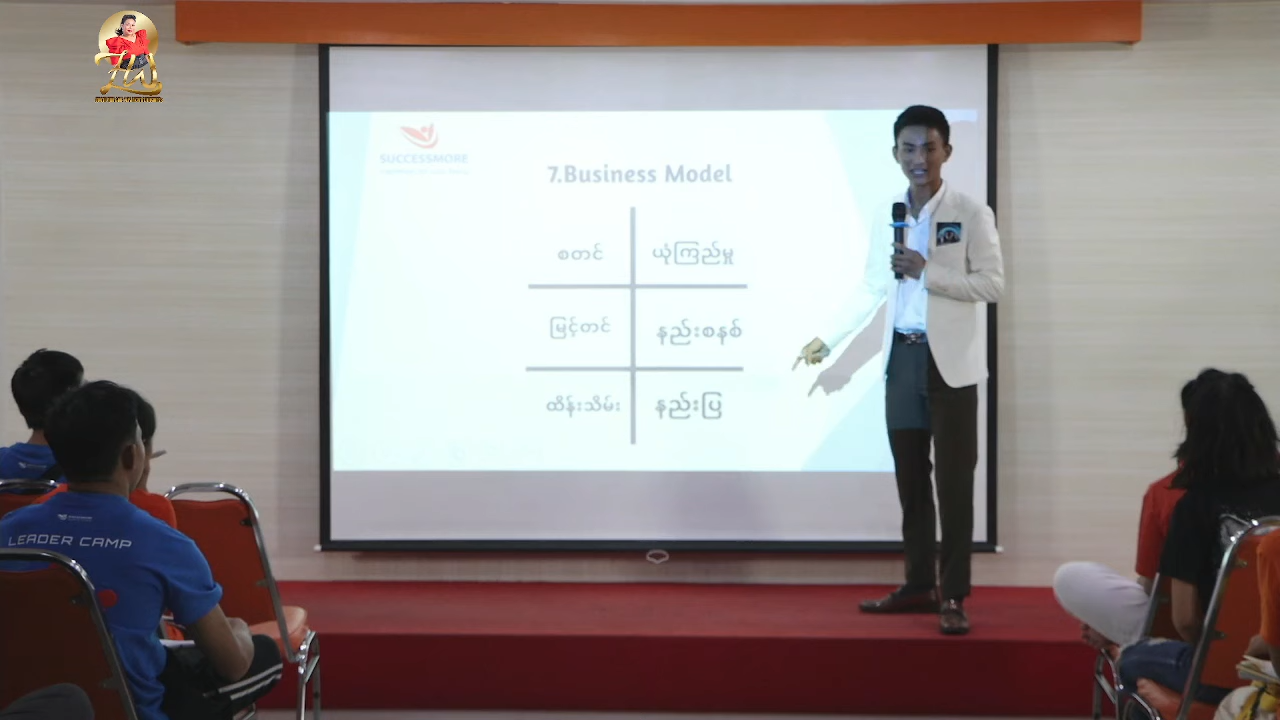 SUCCESSMORE
7.Business Model
စတင် ယုံကြည်မှု
မြင့်တင် နည်းစနစ်
ထိန်းသိမ်း နည်းပြ
LEADER CAMP